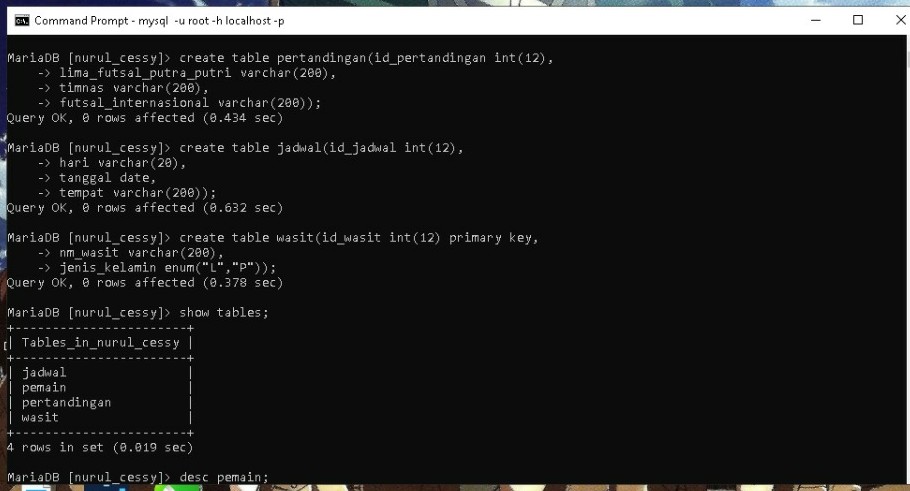 Command Prompt - mysql -u root -h localhost -p
MariaDB [nurul_cessy]> create table pertandingan(id_pertandingan int(12),
    -> lima_futsal_putra_putri varchar(200),
    -> timnas varchar(200),
    -> futsal_internasional varchar(200));
Query OK, 0 rows affected (0.434 sec)
MariaDB [nurul_cessy]> create table jadwal(id_jadwal int(12),
    -> hari varchar(20),
    -> tanggal date,
    -> tempat varchar(200));
Query OK, 0 rows affected (0.632 sec)
MariaDB [nurul_cessy]> create table wasit(id_wasit int(12) primary key,
    -> nm_wasit varchar(200),
    -> jenis_kelamin enum("L","P"));
Query OK, 0 rows affected (0.378 sec)
MariaDB [nurul_cessy]> show tables;
+-----------------------+
| Tables_in_nurul_cessy |
+-----------------------+
| jadwal                |
| pemain                |
| pertandingan          |
| wasit                 |
+-----------------------+
4 rows in set (0.019 sec)
MariaDB [nurul_cessy]> desc pemain;